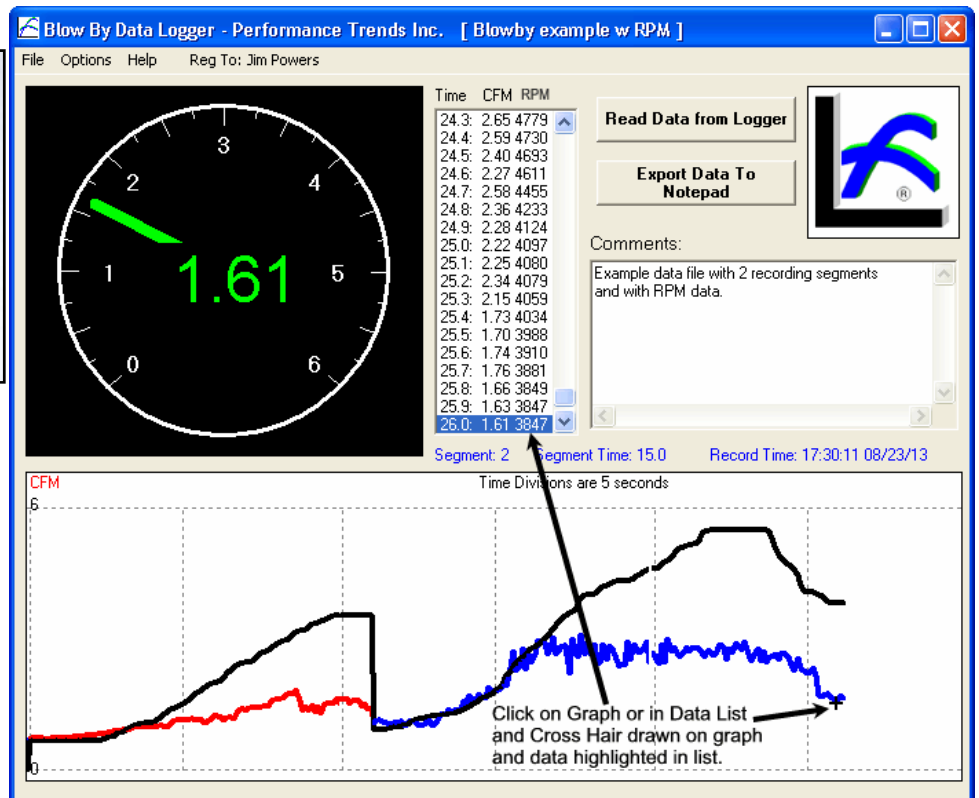 Blow By Data Logger - Performance Trends Inc. [ Blowby example w RPM ]
File Options Help Reg To: Jim Powers
0
1
2
3
4
5
6
1.61
Time CFM RPM
24.3: 2.65 4779
24.4: 2.59 4730
24.5: 2.40 4693
24.6: 2.27 4611
24.7: 2.58 4455
24.8: 2.36 4233
24.9: 2.28 4124
25.0: 2.22 4097
25.1: 2.25 4080
25.2: 2.34 4079
25.3: 2.15 4059
25.4: 1.73 4034
25.5: 1.70 3988
25.6: 1.74 3910
25.7: 1.76 3881
25.8: 1.66 3849
25.9: 1.63 3847
26.0: 1.61 3847
Read Data from Logger
Export Data To
Notepad
®
Comments:
Example data file with 2 recording segments
and with RPM data.
Segment: 2 Segment Time: 15.0 Record Time: 17:30:11 08/23/13
CFM
Time Divisions are 5 seconds
6
Click on Graph or in Data List
and Cross Hair drawn on graph
and data highlighted in list.
0